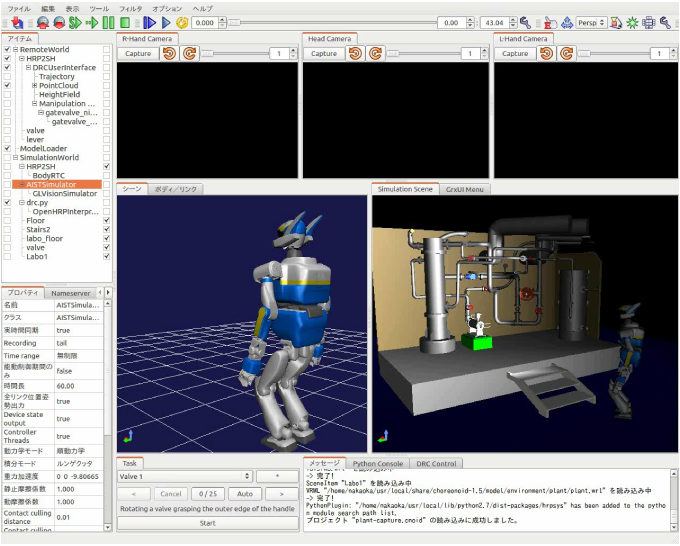 ファイル 編集 表示 ツール フィルタ オプション ヘルプ
0.000 0.00 43.04 Persp
アイテム
RemoteWorld
HRP2SH
DRCUserInterface
Trajectory
PointCloud
HeightField
Manipulation ...
gatevalve_ni...
gatevalve_...
valve
lever
ModelLoader
SimulationWorld
HRP2SH
BodyRTC
AISTSimulator
GLVisionSimulator
drc.py
OpenHRPInterpr...
Floor
Stairs2
labo_floor
valve
Labo1
R-Hand Camera
Capture 1
Head Camera
Capture 1
L-Hand Camera
Capture 1
シーン ボディ／リンク
Simulation Scene GrxUI Menu
プロパティ Nameserver
名前 AISTSimula...
クラス AISTSimula...
実時間同期 true
Recording tail
Time range 無制限
能動制御期間のみ false
時間長 60.00
全リンク位置姿勢出力 true
Device state output true
Controller Threads true
動力学モード 順動力学
積分モード ルンゲクッタ
重力加速度 0 0 -9.80665
静止摩擦係数 1.000
動摩擦係数 1.000
Contact culling distance 0.01
Contact culling
Task
Valve 1
< Cancel 0 / 25 Auto >
Rotating a valve grasping the outer edge of the handle
Start
メッセージ Python Console DRC Control
-> 完了!
SceneItem "Labo1" を読み込み中
VRML "/home/nakaoka/usr/local/share/choreonoid-1.5/model/environment/plant/plant.wrl" を読み込み中
-> 完了!
PythonPlugin: "/home/nakaoka/usr/local/lib/python2.7/dist-packages/hrpsys" has been added to the pytho
n module search path list.
プロジェクト "plant-capture.cnoid" の読み込みに成功しました。